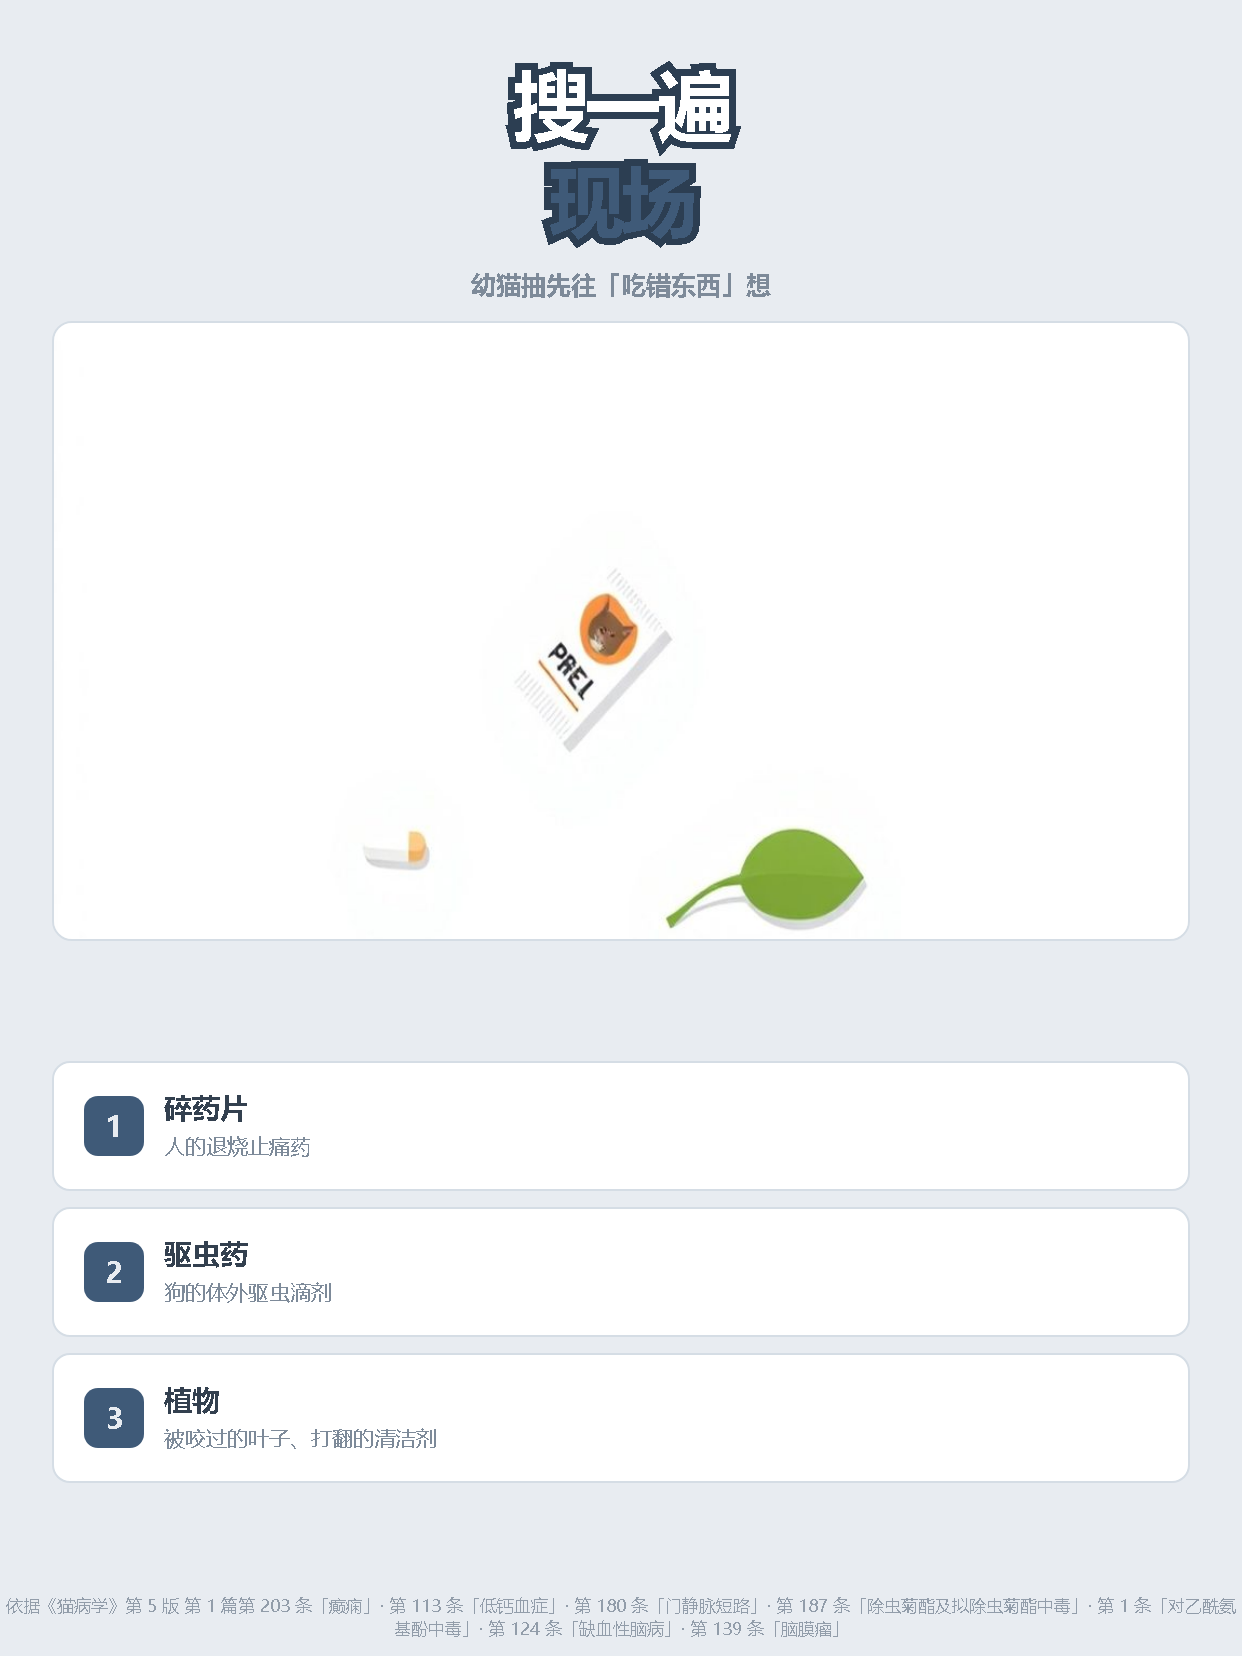 搜一遍
现场
幼猫抽先往「吃错东西」想
PREL
1
碎药片
人的退烧止痛药
2
驱虫药
狗的体外驱虫滴剂
3
植物
被咬过的叶子、打翻的清洁剂
依据《猫病学》第 5 版 第 1 篇第 203 条「癫痫」· 第 113 条「低钙血症」· 第 180 条「门静脉短路」· 第 187 条「除虫菊酯及拟除虫菊酯中毒」· 第 1 条「对乙酰氨
基酚中毒」· 第 124 条「缺血性脑病」· 第 139 条「脑膜瘤」